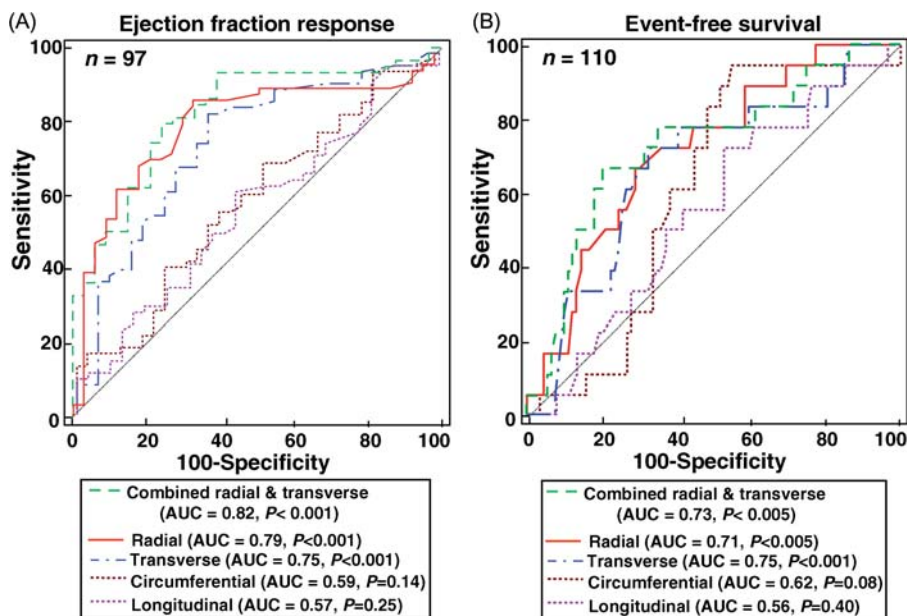 (A)
Ejection fraction response
n = 97
100
80
60
40
20
0
Sensitivity
0 20 40 60 80 100
100-Specificity
Combined radial & transverse
(AUC = 0.82, P< 0.001)
Radial (AUC = 0.79, P<0.001)
Transverse (AUC = 0.75, P<0.001)
Circumferential (AUC = 0.59, P=0.14)
Longitudinal (AUC = 0.57, P=0.25)
(B)
Event-free survival
n = 110
100
80
60
40
20
0
Sensitivity
0 20 40 60 80 100
100-Specificity
Combined radial & transverse
(AUC = 0.73, P< 0.005)
Radial (AUC = 0.71, P<0.005)
Transverse (AUC = 0.75, P<0.001)
Circumferential (AUC = 0.62, P=0.08)
Longitudinal (AUC = 0.56, P=0.40)